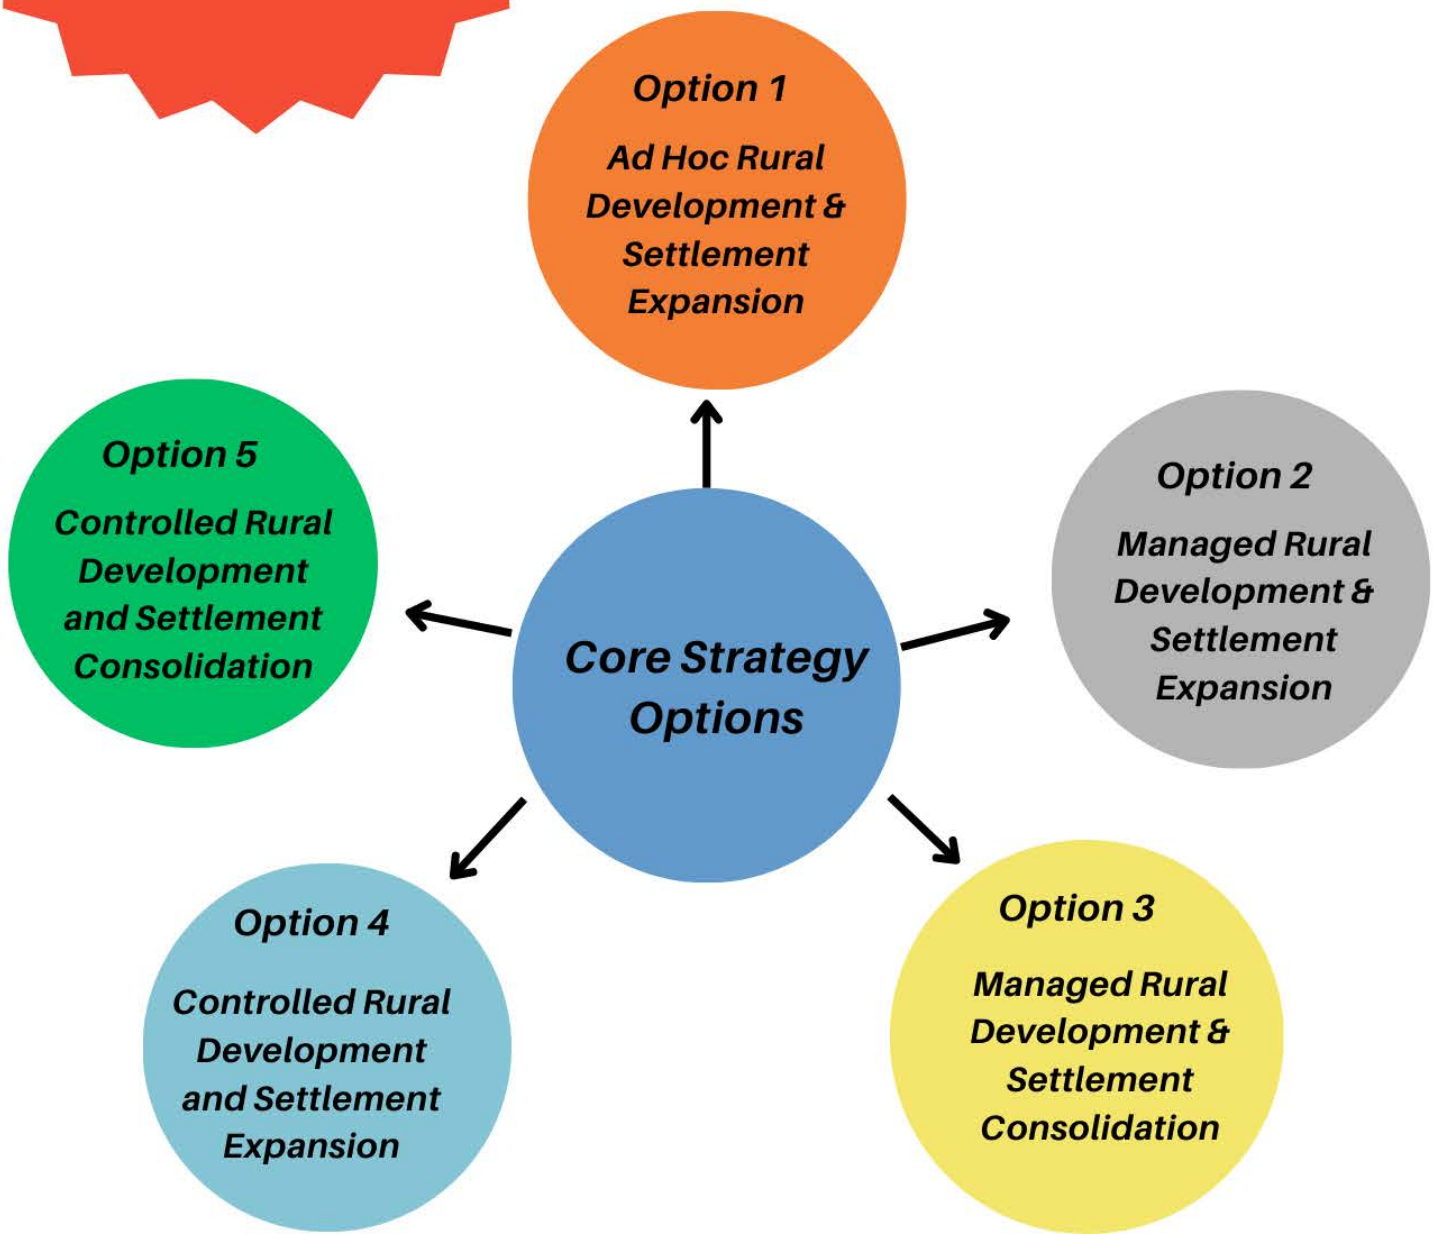 Option 1
Ad Hoc Rural
Development &
Settlement
Expansion
Option 5
Controlled Rural
Development
and Settlement
Consolidation
Option 2
Managed Rural
Development &
Settlement
Expansion
Core Strategy
Options
Option 4
Controlled Rural
Development
and Settlement
Expansion
Option 3
Managed Rural
Development &
Settlement
Consolidation